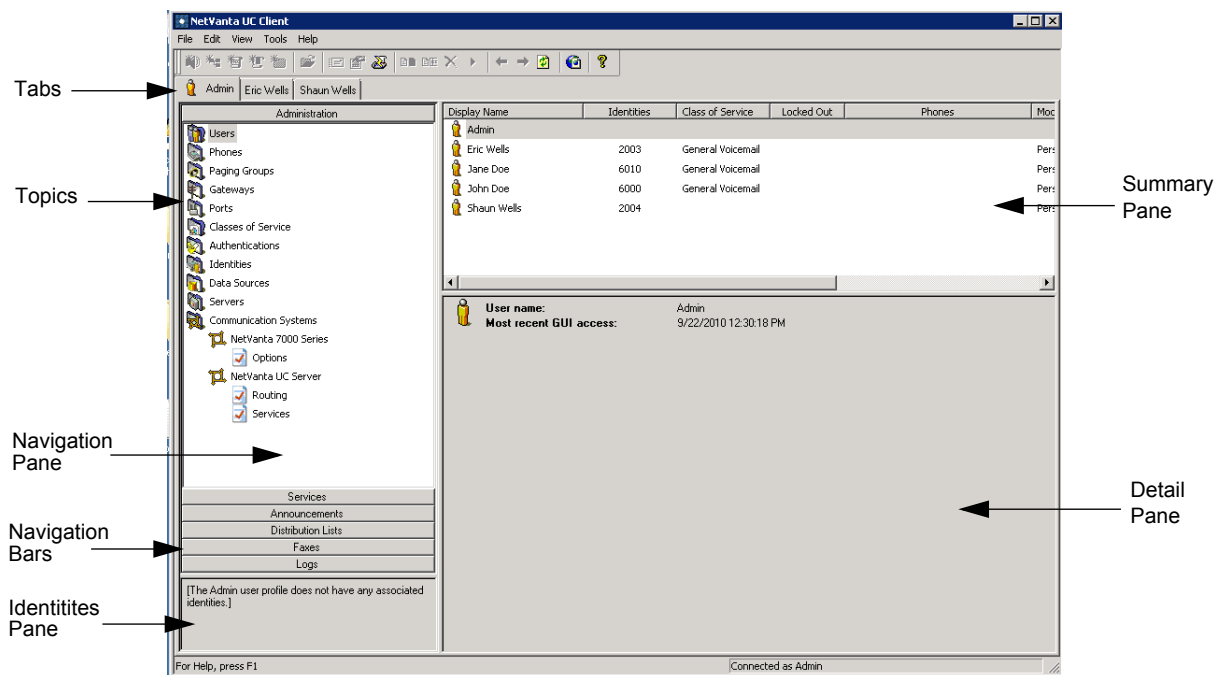 NetVanta UC Client
File Edit View Tools Help
Tabs
Admin Eric Wells Shaun Wells
Administration
Users
Phones
Paging Groups
Gateways
Ports
Classes of Service
Authentications
Identities
Data Sources
Servers
Communication Systems
NetVanta 7000 Series
Options
NetVanta UC Server
Routing
Services
Topics
Navigation
Pane
Services
Announcements
Distribution Lists
Faxes
Logs
Navigation
Bars
[The Admin user profile does not have any associated
identities.]
Identitites
Pane
Display Name Identities Class of Service Locked Out Phones Moc
Admin
Eric Wells 2003 General Voicemail Pers
Jane Doe 6010 General Voicemail Pers
John Doe 6000 General Voicemail Pers
Shaun Wells 2004 Pers
Summary
Pane
User name: Admin
Most recent GUI access: 9/22/2010 12:30:18 PM
Detail
Pane
For Help, press F1
Connected as Admin